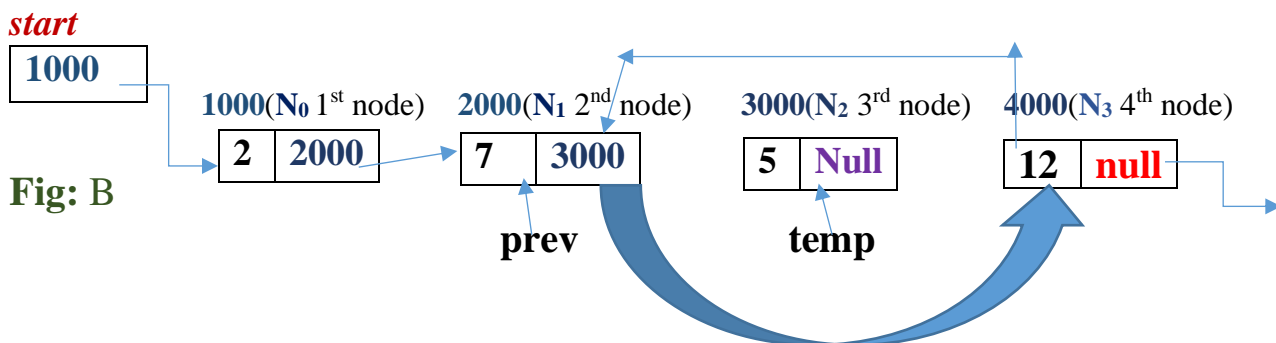 start
1000
1000(N₀ 1ˢᵗ node) 2000(N₁ 2ⁿᵈ node) 3000(N₂ 3ʳᵈ node) 4000(N₃ 4ᵗʰ node)
2 2000 7 3000 5 Null 12 null
Fig: B
prev temp